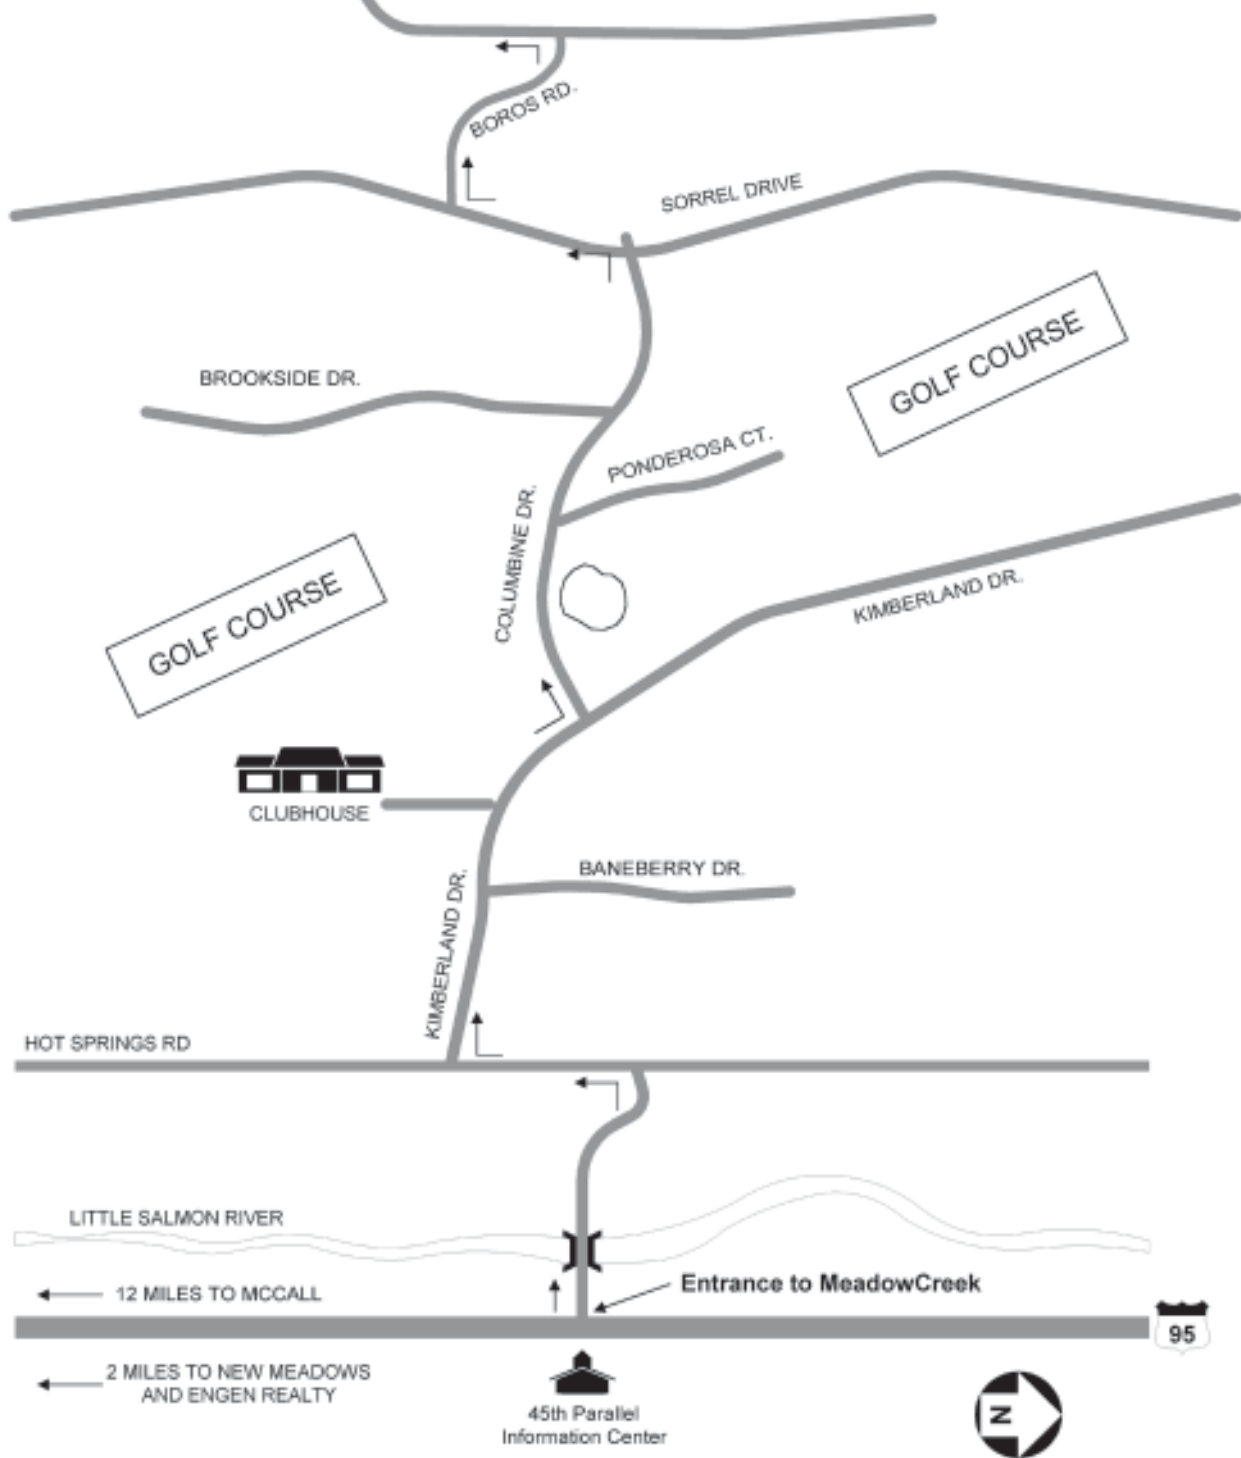 BOROS RD.
SORREL DRIVE
GOLF COURSE
BROOKSIDE DR.
PONDEROSA CT.
COLUMBINE DR.
GOLF COURSE
KIMBERLAND DR.
CLUBHOUSE
BANEBERRY DR.
KIMBERLAND DR.
HOT SPRINGS RD
LITTLE SALMON RIVER
12 MILES TO MCCALL
Entrance to MeadowCreek
95
2 MILES TO NEW MEADOWS
AND ENGEN REALTY
45th Parallel
Information Center
N